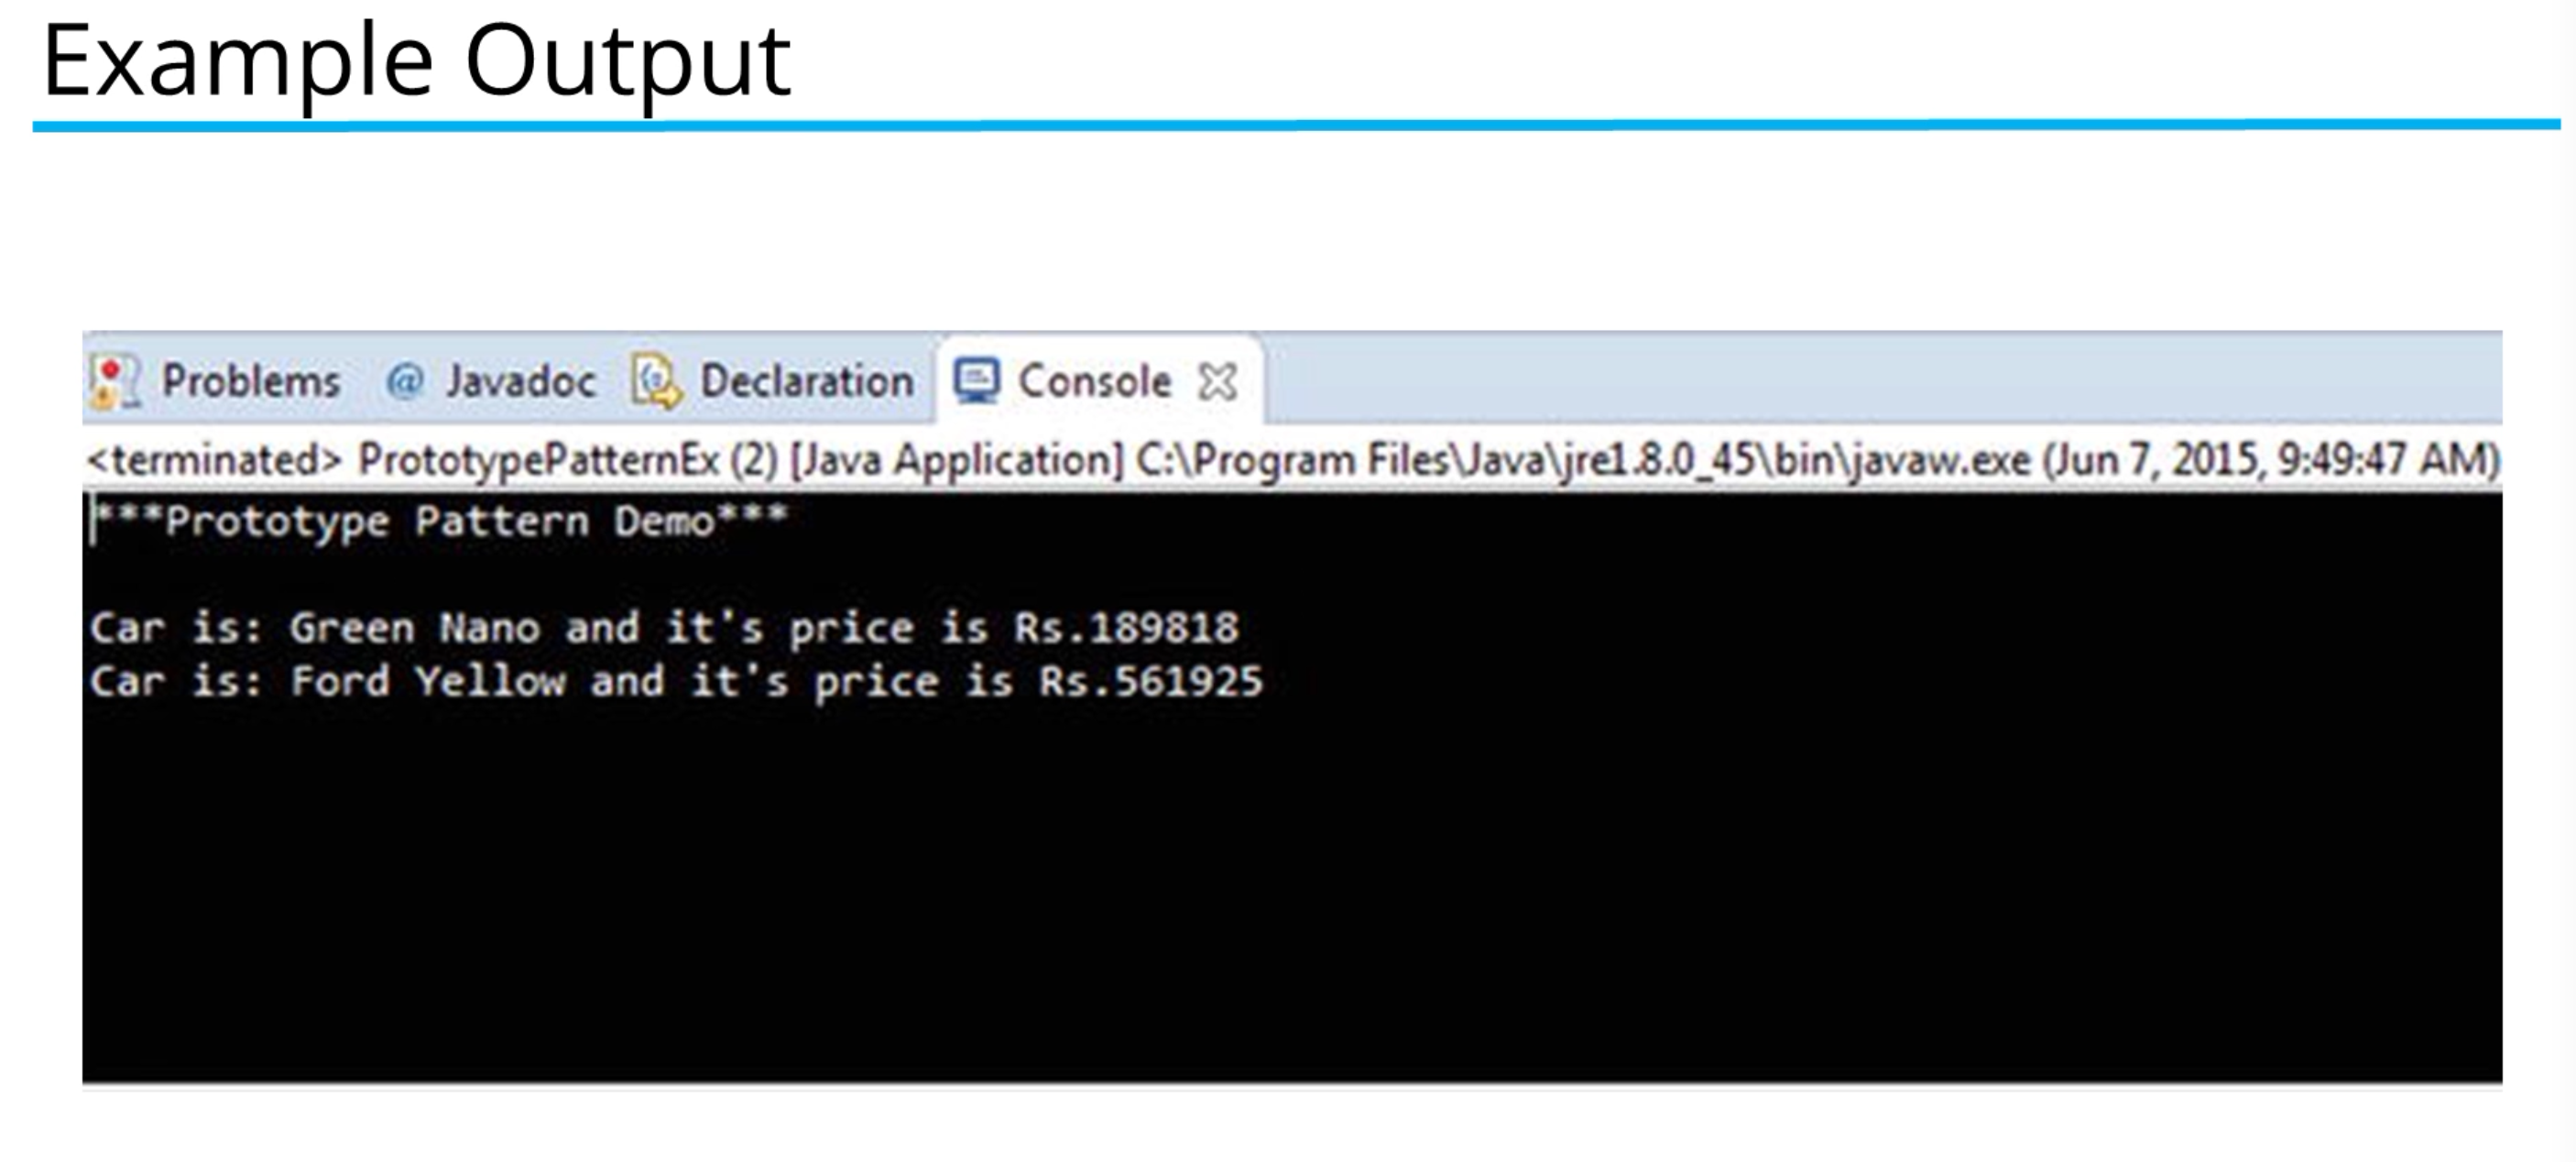 Example Output
Problems @ Javadoc Declaration Console
<terminated> PrototypePatternEx (2) [Java Application] C:\Program Files\Java\jre1.8.0_45\bin\javaw.exe (Jun 7, 2015, 9:49:47 AM)
***Prototype Pattern Demo***
Car is: Green Nano and it's price is Rs.189818
Car is: Ford Yellow and it's price is Rs.561925